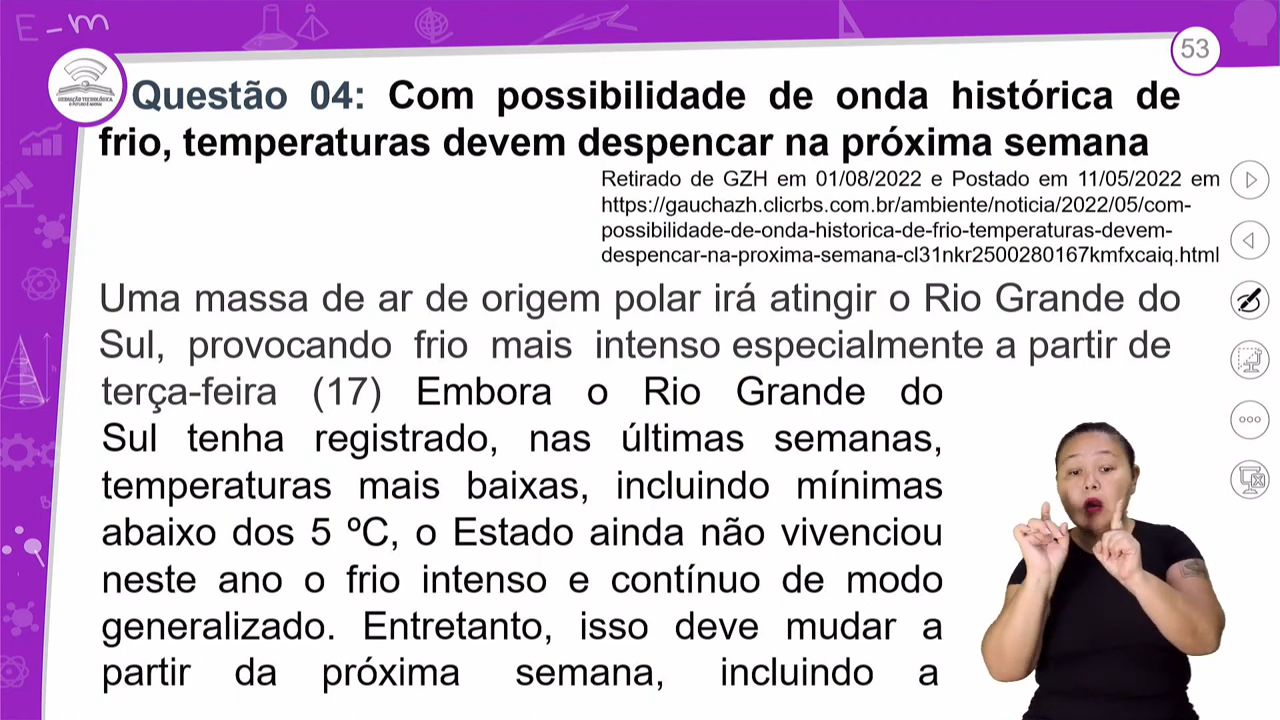 E-m
53
MEDIAÇÃO TECNOLÓGICA
Questão 04: Com possibilidade de onda histórica de
frio, temperaturas devem despencar na próxima semana
Retirado de GZH em 01/08/2022 e Postado em 11/05/2022 em
https://gauchazh.clicrbs.com.br/ambiente/noticia/2022/05/com-
possibilidade-de-onda-historica-de-frio-temperaturas-devem-
despencar-na-proxima-semana-cl31nkr2500280167kmfxcaiq.html
Uma massa de ar de origem polar irá atingir o Rio Grande do
Sul, provocando frio mais intenso especialmente a partir de
terça-feira (17) Embora o Rio Grande do
Sul tenha registrado, nas últimas semanas,
temperaturas mais baixas, incluindo mínimas
abaixo dos 5 ºC, o Estado ainda não vivenciou
neste ano o frio intenso e contínuo de modo
generalizado. Entretanto, isso deve mudar a
partir da próxima semana, incluindo a